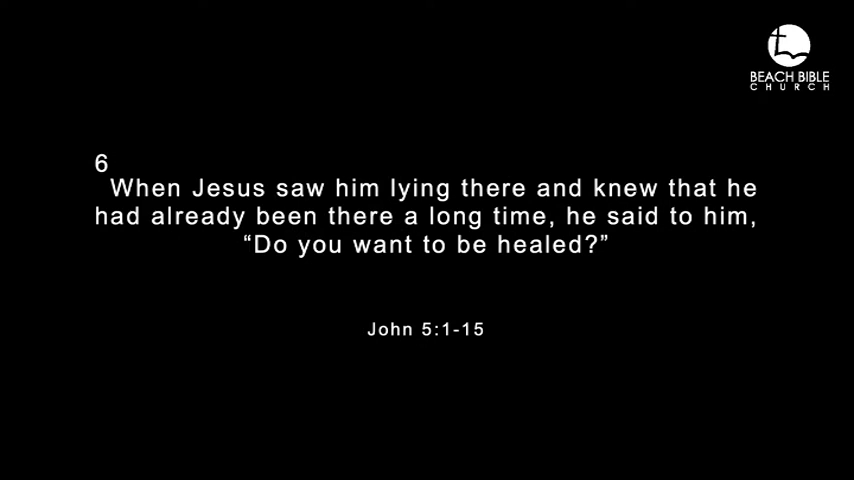 BEACH BIBLE
CHURCH
6
When Jesus saw him lying there and knew that he
had already been there a long time, he said to him,
“Do you want to be healed?”
John 5:1-15